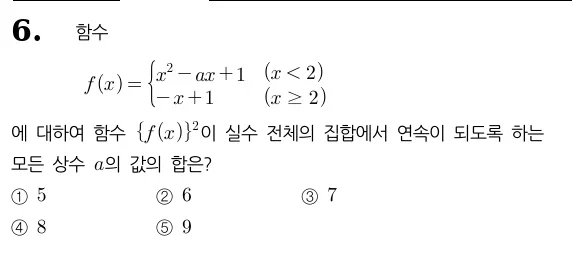 6. 함수
f(x) = { x² - ax + 1 (x < 2)
-x + 1 (x ≥ 2)
에 대하여 함수 {f(x)}²이 실수 전체의 집합에서 연속이 되도록 하는
모든 상수 a의 값의 합은?
① 5 ② 6 ③ 7
④ 8 ⑤ 9